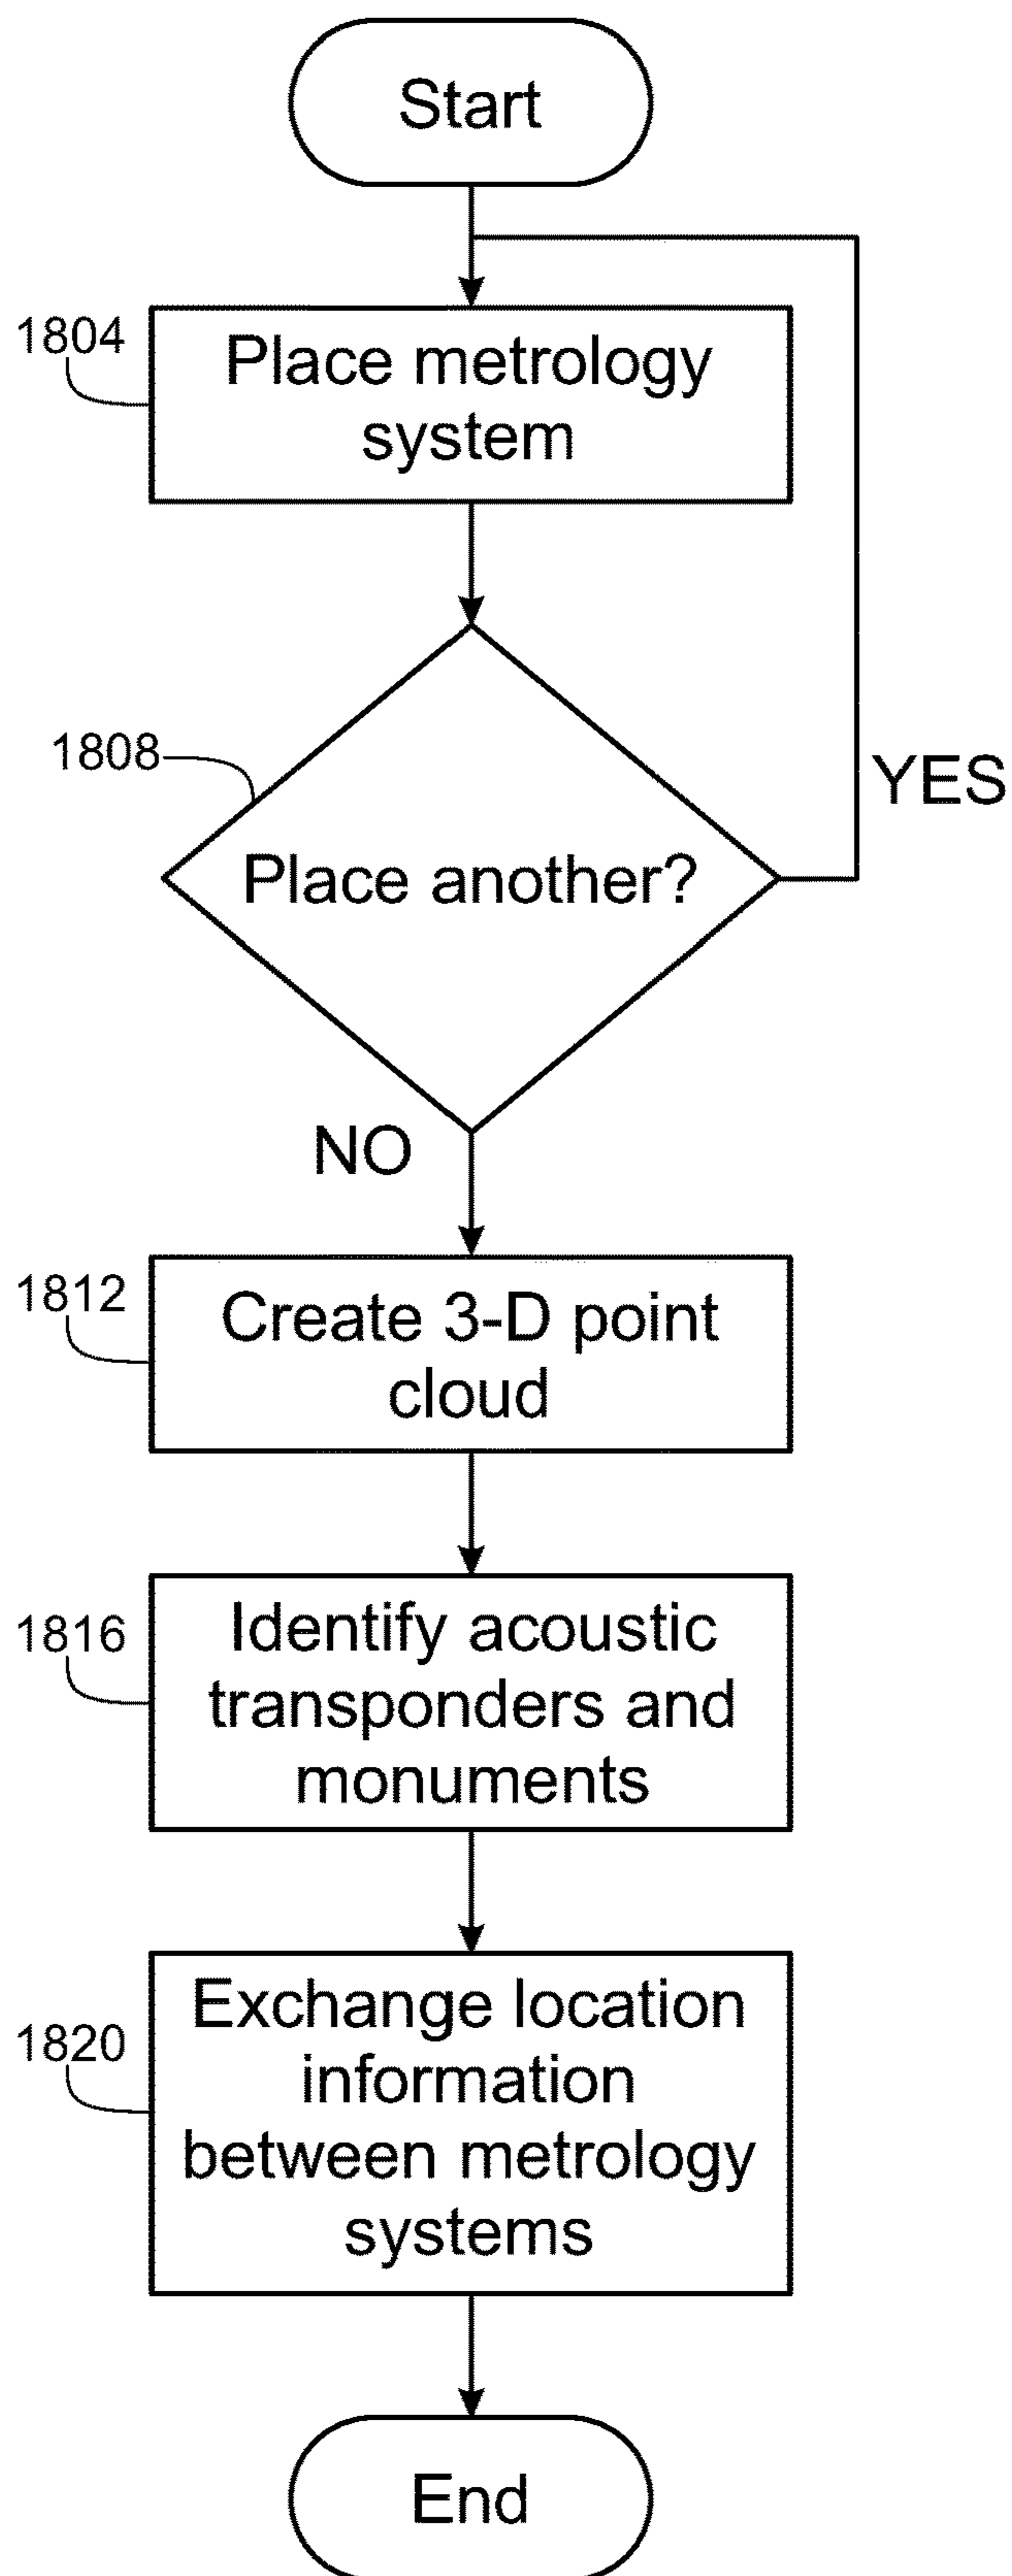 Start
1804
Place metrology
system
1808
YES
Place another?
NO
1812
Create 3-D point
cloud
1816
Identify acoustic
transponders and
monuments
1820
Exchange location
information
between metrology
systems
End